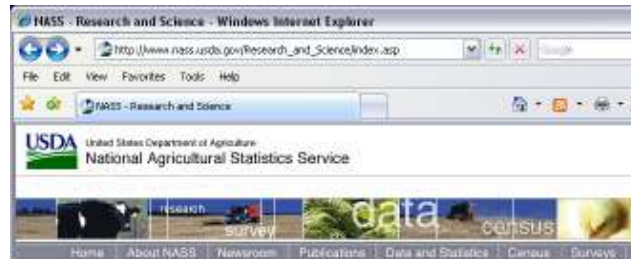 NASS - Research and Science - Windows Internet Explorer
http://www.nass.usda.gov/Research_and_Science/index.asp Google
File Edit View Favorites Tools Help
NASS - Research and Science
USDA United States Department of Agriculture
National Agricultural Statistics Service
research survey data census
Home About NASS Newsroom Publications Data and Statistics Census Surveys